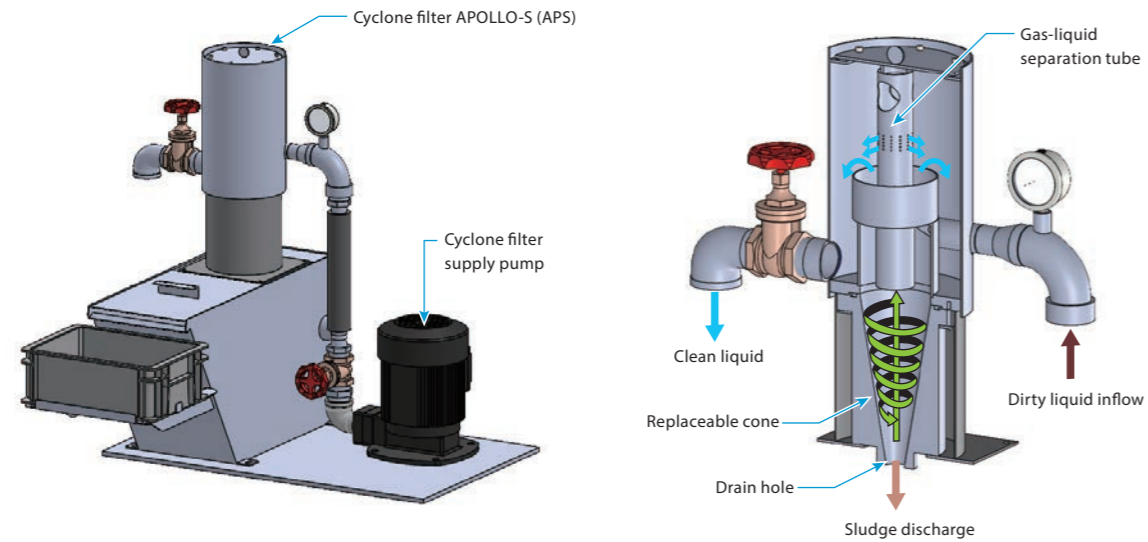 Cyclone filter APOLLO-S (APS)
Cyclone filter
supply pump
Gas-liquid
separation tube
Clean liquid
Dirty liquid inflow
Replaceable cone
Drain hole
Sludge discharge